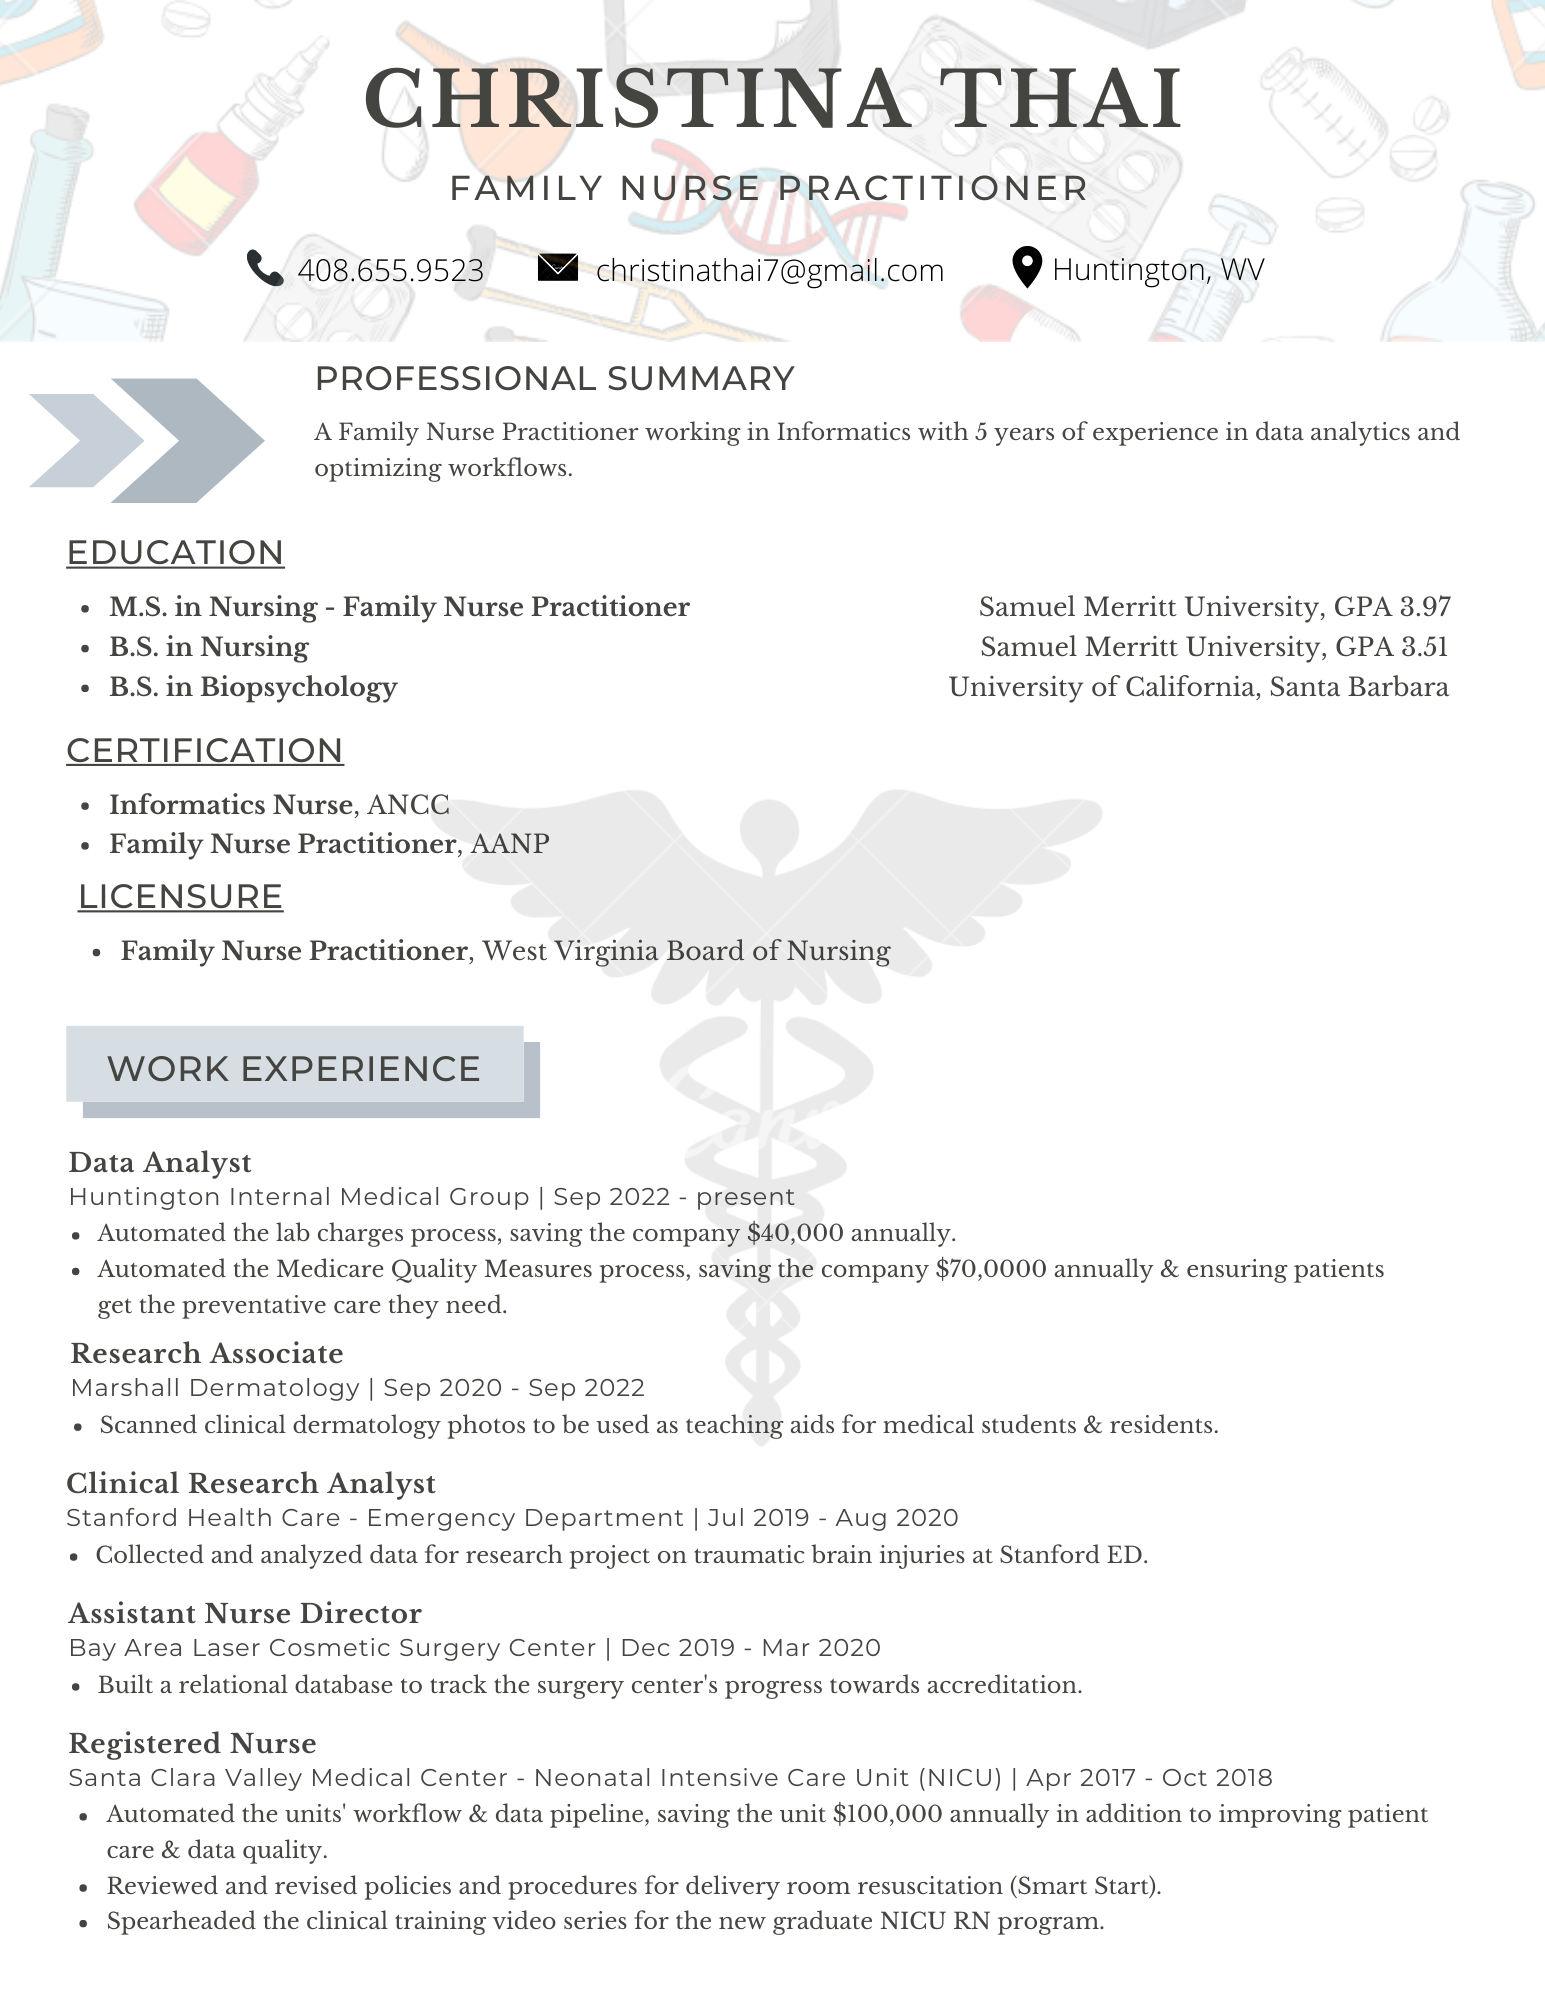 CHRISTINA THAI
FAMILY NURSE PRACTITIONER
408.655.9523 christinathai7@gmail.com Huntington, WV
PROFESSIONAL SUMMARY
A Family Nurse Practitioner working in Informatics with 5 years of experience in data analytics and
optimizing workflows.
EDUCATION
• M.S. in Nursing - Family Nurse Practitioner Samuel Merritt University, GPA 3.97
• B.S. in Nursing Samuel Merritt University, GPA 3.51
• B.S. in Biopsychology University of California, Santa Barbara
CERTIFICATION
• Informatics Nurse, ANCC
• Family Nurse Practitioner, AANP
LICENSURE
• Family Nurse Practitioner, West Virginia Board of Nursing
WORK EXPERIENCE
Data Analyst
Huntington Internal Medical Group | Sep 2022 - present
• Automated the lab charges process, saving the company $40,000 annually.
• Automated the Medicare Quality Measures process, saving the company $70,0000 annually & ensuring patients
get the preventative care they need.
Research Associate
Marshall Dermatology | Sep 2020 - Sep 2022
• Scanned clinical dermatology photos to be used as teaching aids for medical students & residents.
Clinical Research Analyst
Stanford Health Care - Emergency Department | Jul 2019 - Aug 2020
• Collected and analyzed data for research project on traumatic brain injuries at Stanford ED.
Assistant Nurse Director
Bay Area Laser Cosmetic Surgery Center | Dec 2019 - Mar 2020
• Built a relational database to track the surgery center's progress towards accreditation.
Registered Nurse
Santa Clara Valley Medical Center - Neonatal Intensive Care Unit (NICU) | Apr 2017 - Oct 2018
• Automated the units' workflow & data pipeline, saving the unit $100,000 annually in addition to improving patient
care & data quality.
• Reviewed and revised policies and procedures for delivery room resuscitation (Smart Start).
• Spearheaded the clinical training video series for the new graduate NICU RN program.